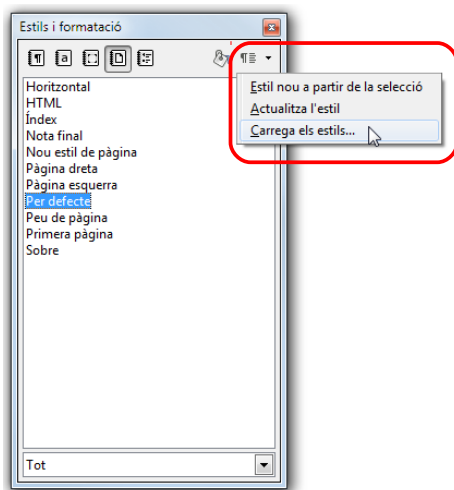 Estils i formatació
Estil nou a partir de la selecció
Actualitza l'estil
Carrega els estils...
Horitzontal
HTML
Índex
Nota final
Nou estil de pàgina
Pàgina dreta
Pàgina esquerra
Per defecte
Peu de pàgina
Primera pàgina
Sobre
Tot